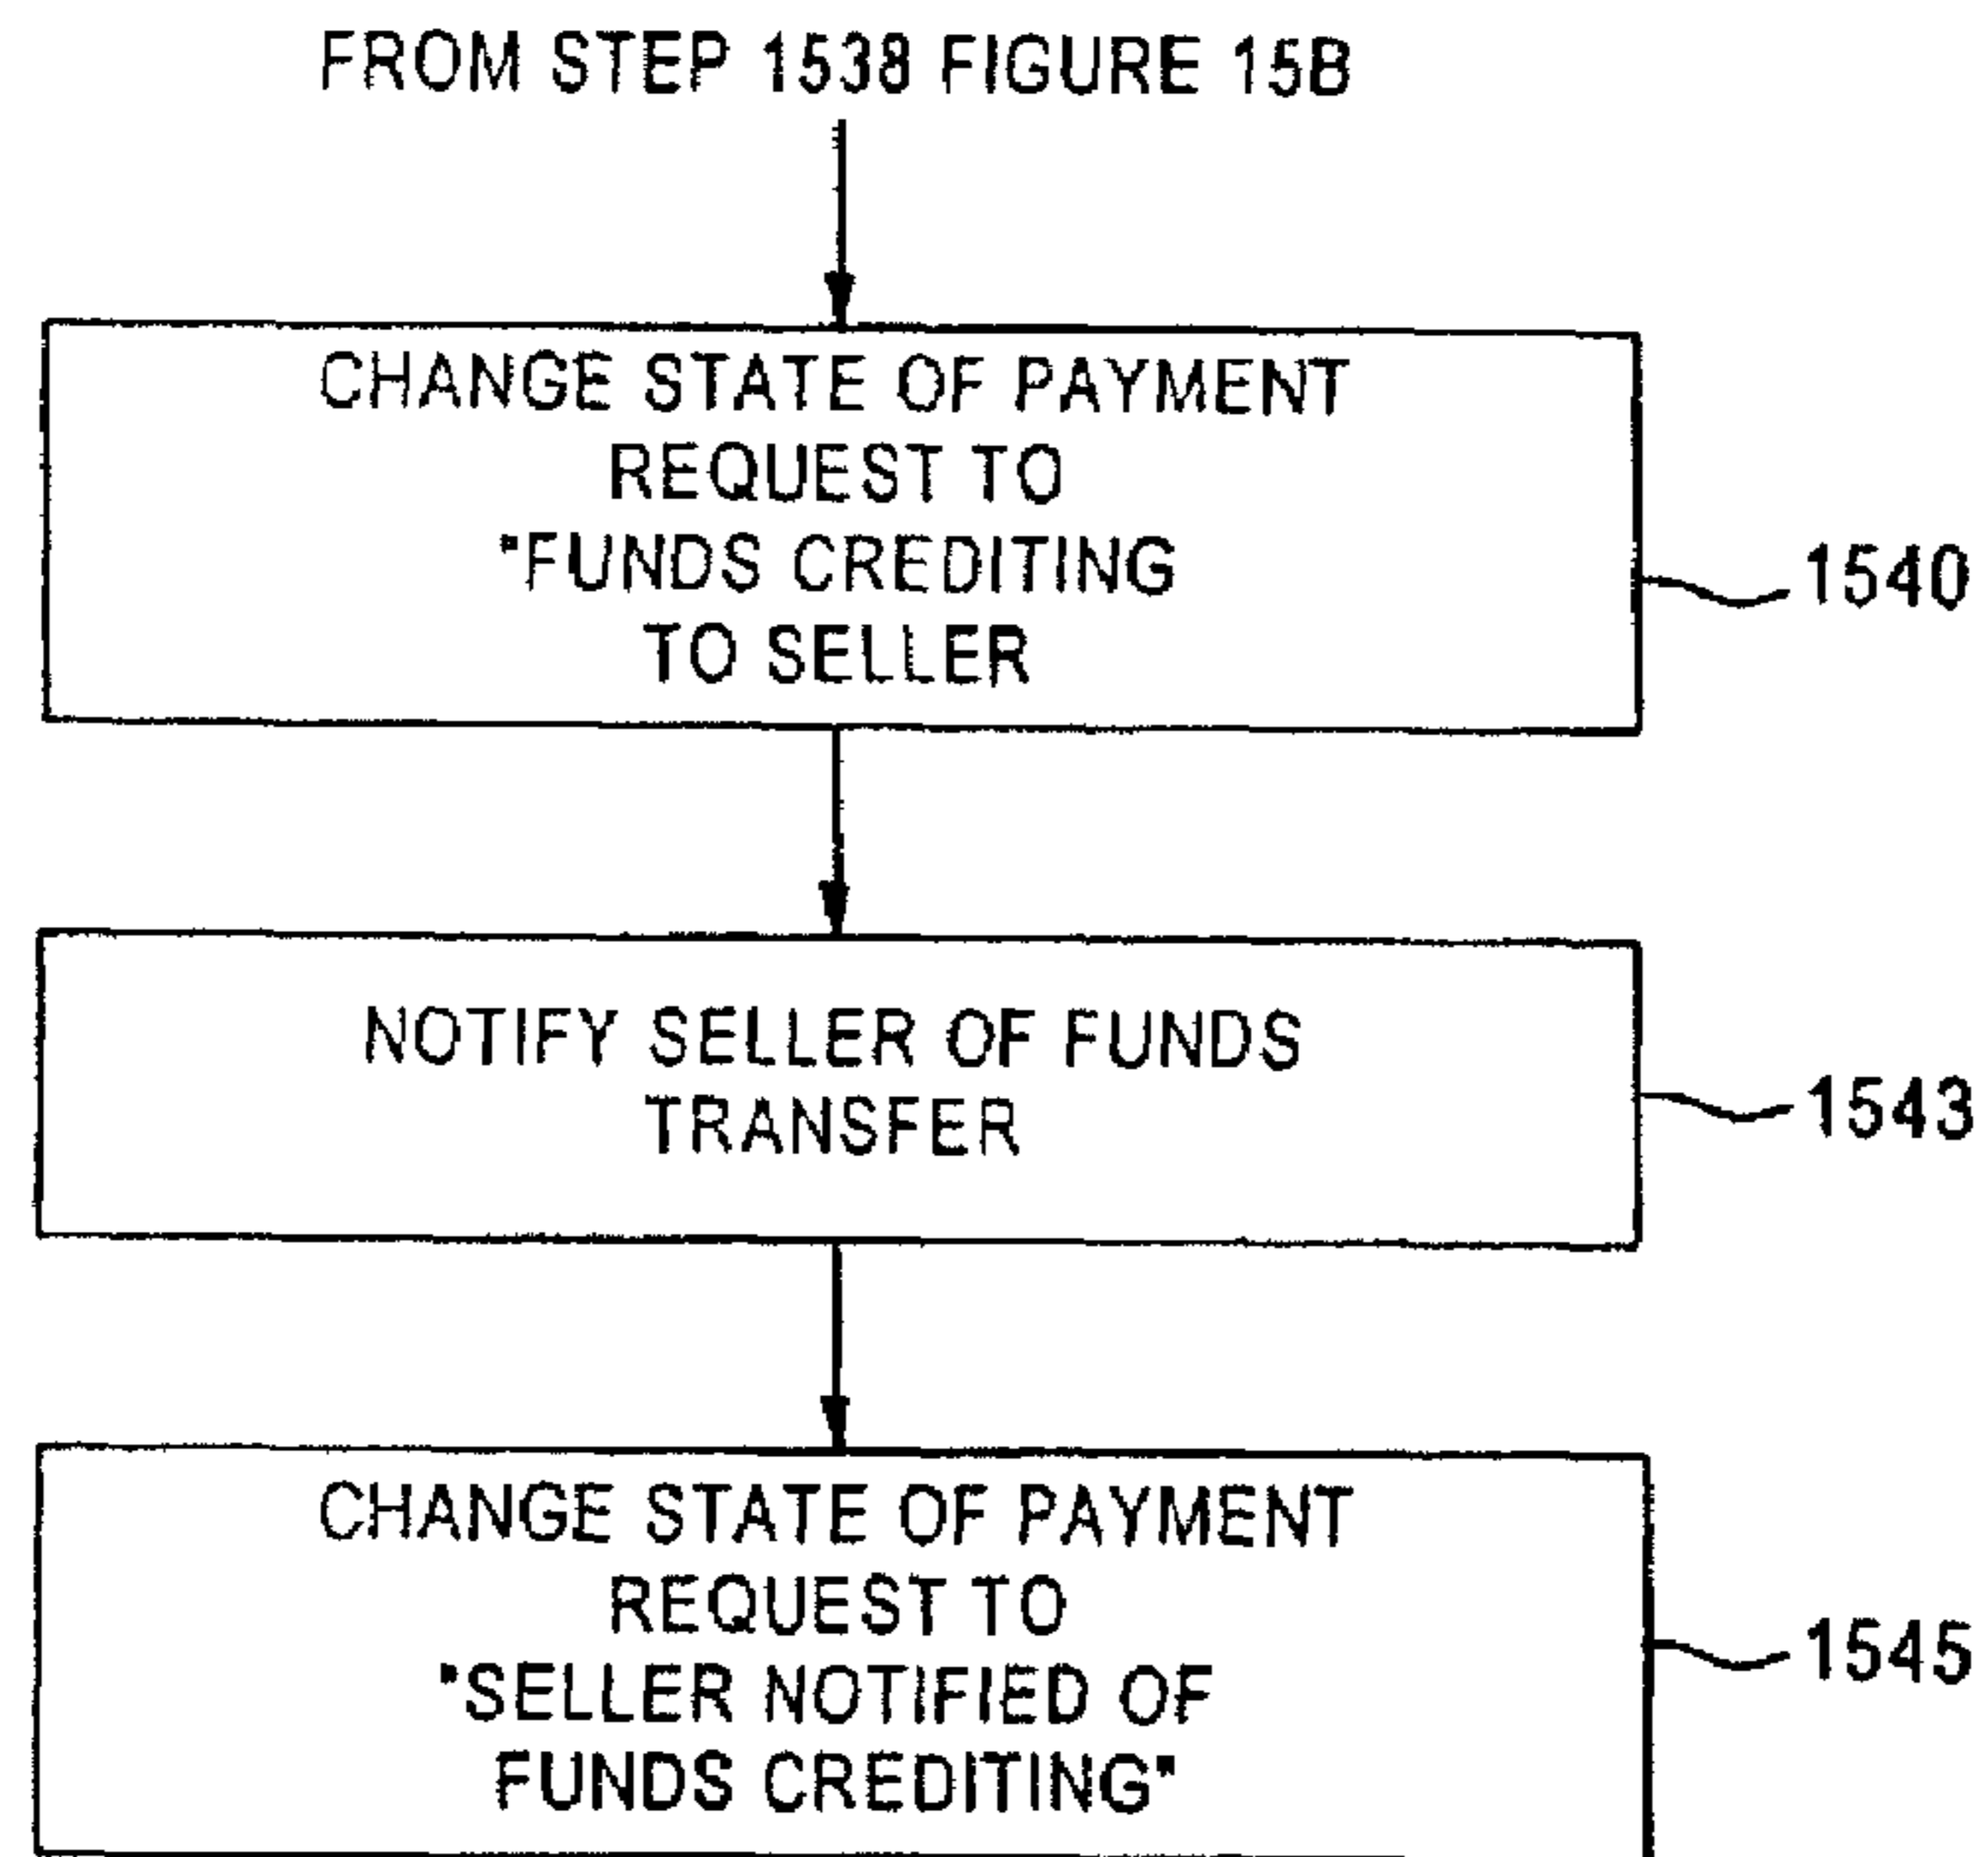 FROM STEP 1538 FIGURE 15B
CHANGE STATE OF PAYMENT
REQUEST TO
"FUNDS CREDITING
TO SELLER
1540
NOTIFY SELLER OF FUNDS
TRANSFER
1543
CHANGE STATE OF PAYMENT
REQUEST TO
"SELLER NOTIFIED OF
FUNDS CREDITING"
1545